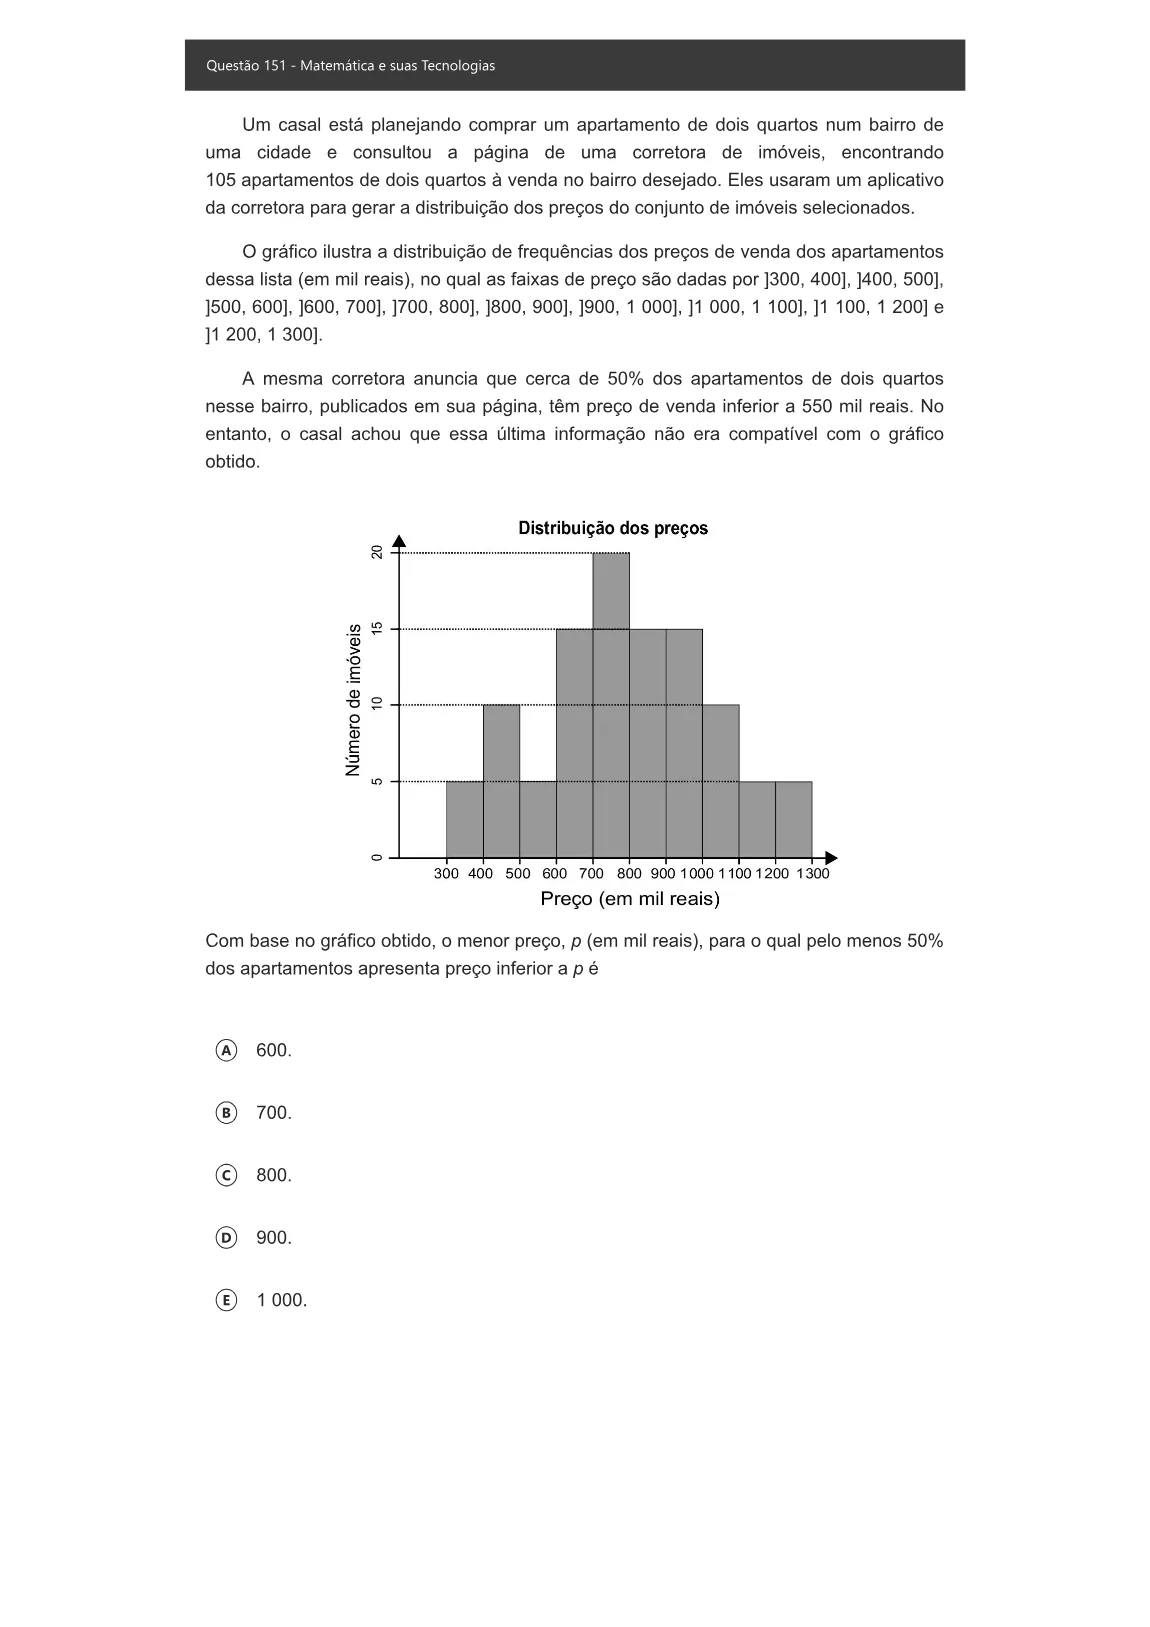 Questão 151 - Matemática e suas Tecnologias
Um casal está planejando comprar um apartamento de dois quartos num bairro de
uma cidade e consultou a página de uma corretora de imóveis, encontrando
105 apartamentos de dois quartos à venda no bairro desejado. Eles usaram um aplicativo
da corretora para gerar a distribuição dos preços do conjunto de imóveis selecionados.
O gráfico ilustra a distribuição de frequências dos preços de venda dos apartamentos
dessa lista (em mil reais), no qual as faixas de preço são dadas por ]300, 400], ]400, 500],
]500, 600], ]600, 700], ]700, 800], ]800, 900], ]900, 1 000], ]1 000, 1 100], ]1 100, 1 200] e
]1 200, 1 300].
A mesma corretora anuncia que cerca de 50% dos apartamentos de dois quartos
nesse bairro, publicados em sua página, têm preço de venda inferior a 550 mil reais. No
entanto, o casal achou que essa última informação não era compatível com o gráfico
obtido.
Distribuição dos preços
Número de imóveis
20
15
10
5
0
300 400 500 600 700 800 900 1000 1100 1200 1300
Preço (em mil reais)
Com base no gráfico obtido, o menor preço, p (em mil reais), para o qual pelo menos 50%
dos apartamentos apresenta preço inferior a p é
A 600.
B 700.
C 800.
D 900.
E 1 000.